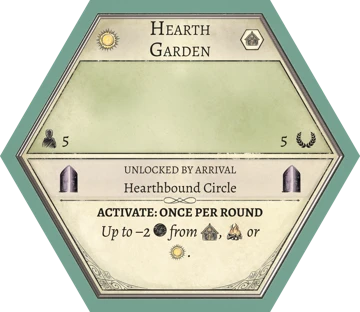 HEARTH
GARDEN
5 5
UNLOCKED BY ARRIVAL
Hearthbound Circle
ACTIVATE: ONCE PER ROUND
Up to –2 from , or
.